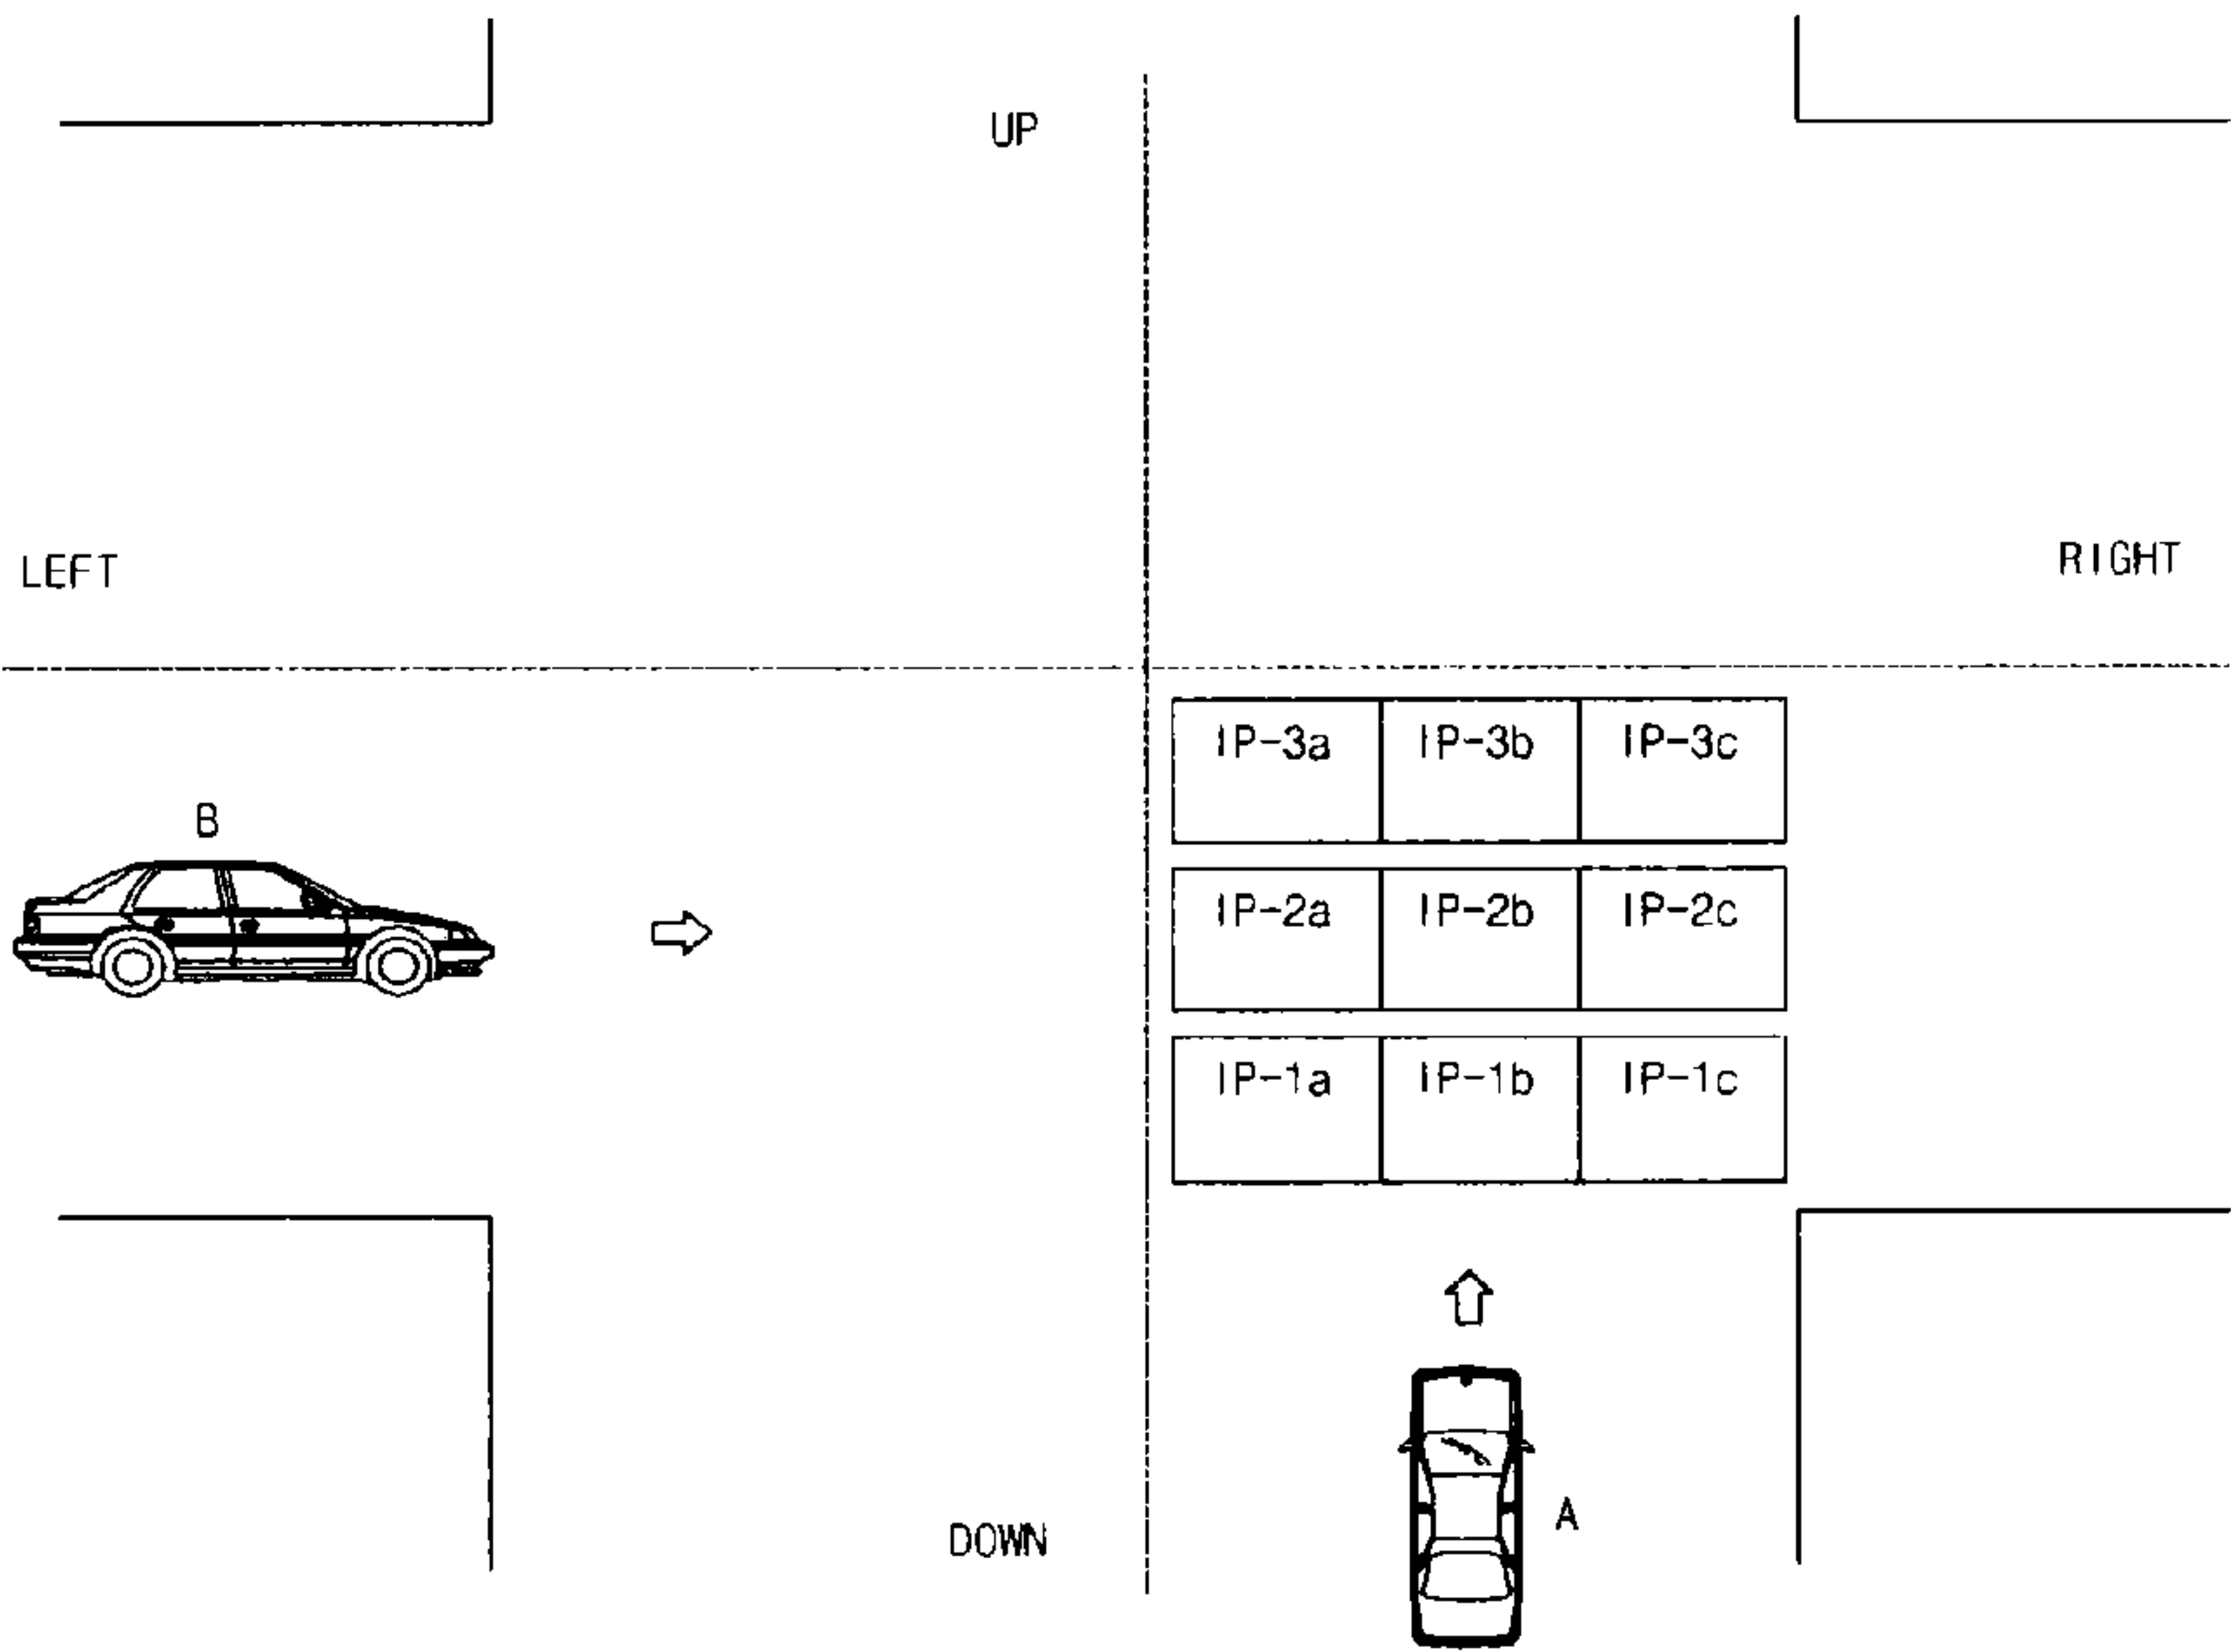 UP
LEFT
RIGHT
IP-3a IP-3b IP-3c
B
IP-2a IP-2b IP-2c
IP-1a IP-1b IP-1c
A
DOWN